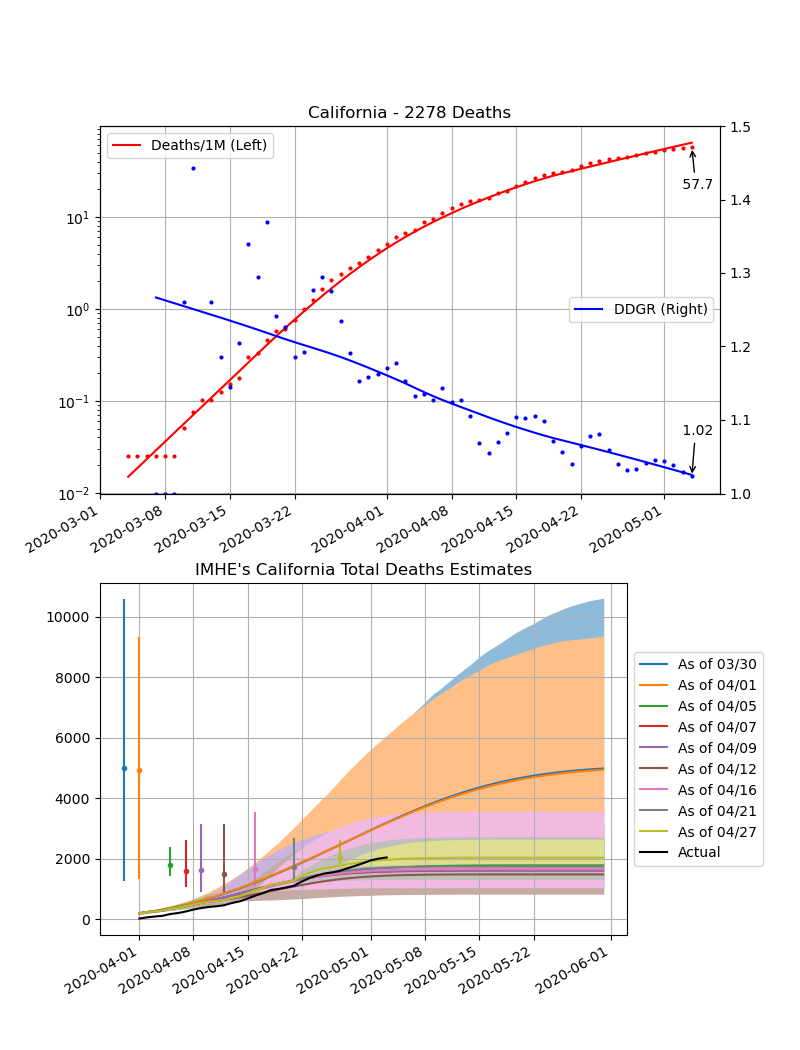 California - 2278 Deaths
Deaths/1M (Left)
DDGR (Right)
57.7
1.02
10¹
10⁰
10⁻¹
10⁻²
1.5
1.4
1.3
1.2
1.1
1.0
2020-03-01
2020-03-08
2020-03-15
2020-03-22
2020-04-01
2020-04-08
2020-04-15
2020-04-22
2020-05-01
IMHE's California Total Deaths Estimates
10000
8000
6000
4000
2000
0
2020-04-01
2020-04-08
2020-04-15
2020-04-22
2020-05-01
2020-05-08
2020-05-15
2020-05-22
2020-06-01
As of 03/30
As of 04/01
As of 04/05
As of 04/07
As of 04/09
As of 04/12
As of 04/16
As of 04/21
As of 04/27
Actual